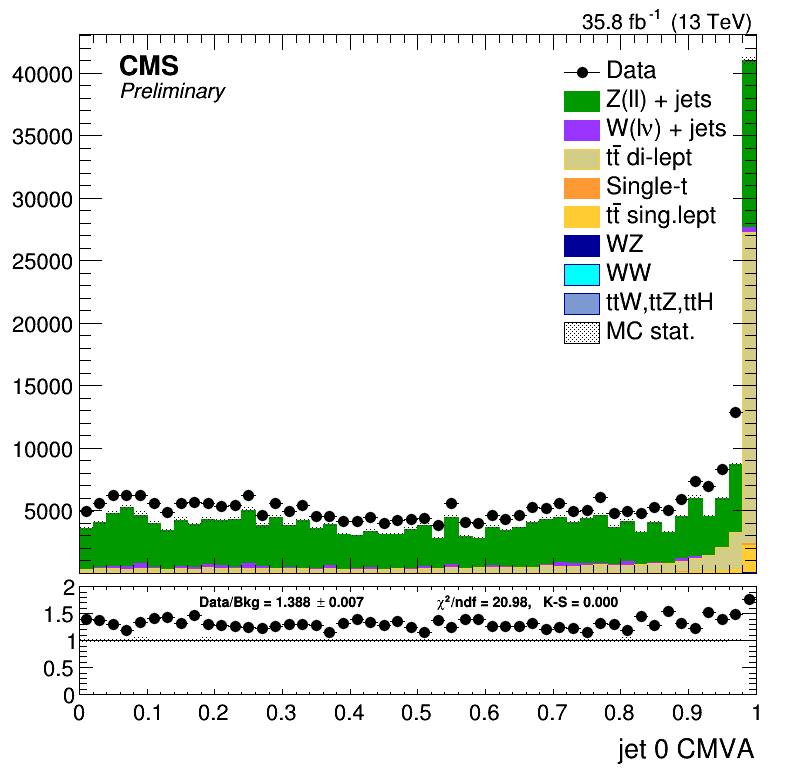 35.8 fb⁻¹ (13 TeV)
CMS
Preliminary
Data
Z(ll) + jets
W(lν) + jets
tt̄ di-lept
Single-t
tt̄ sing.lept
WZ
WW
ttW,ttZ,ttH
MC stat.
40000
35000
30000
25000
20000
15000
10000
5000
Data/Bkg = 1.388 ± 0.007 χ²/ndf = 20.98, K-S = 0.000
2
1.5
1
0.5
0
0 0.1 0.2 0.3 0.4 0.5 0.6 0.7 0.8 0.9 1
jet 0 CMVA